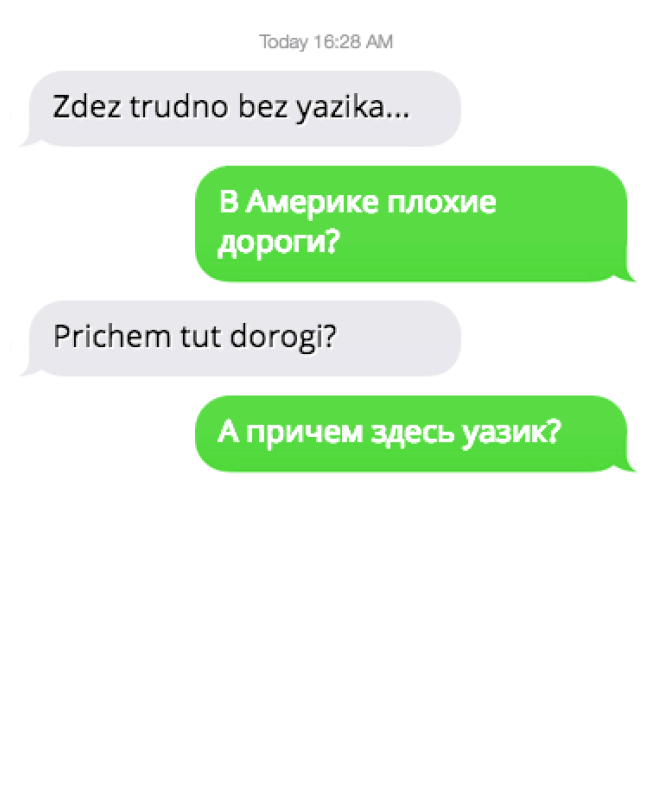 Today 16:28 AM
Zdez trudno bez yazika...
В Америке плохие
дороги?
Prichem tut dorogi?
А причем здесь уазик?